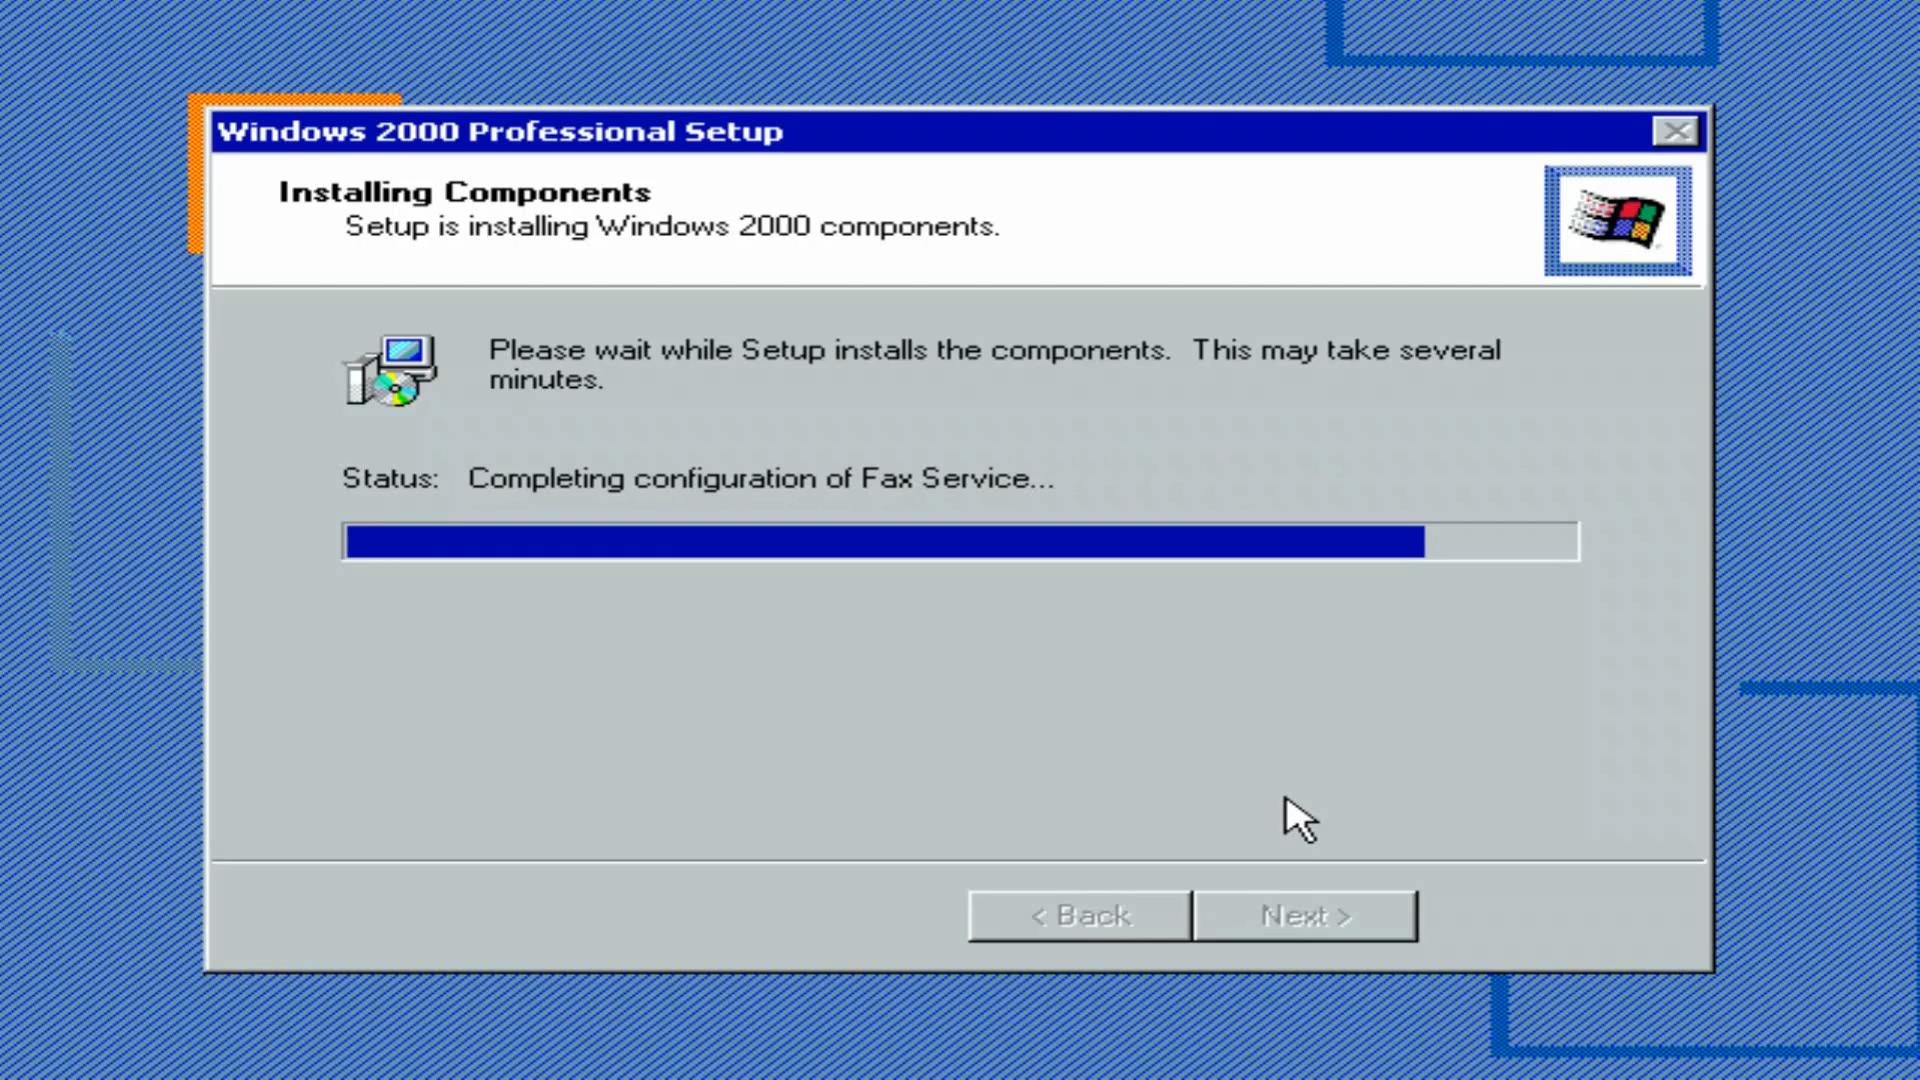 Windows 2000 Professional Setup
Installing Components
Setup is installing Windows 2000 components.
Please wait while Setup installs the components.  This may take several
minutes.
Status:  Completing configuration of Fax Service...
< Back  Next >